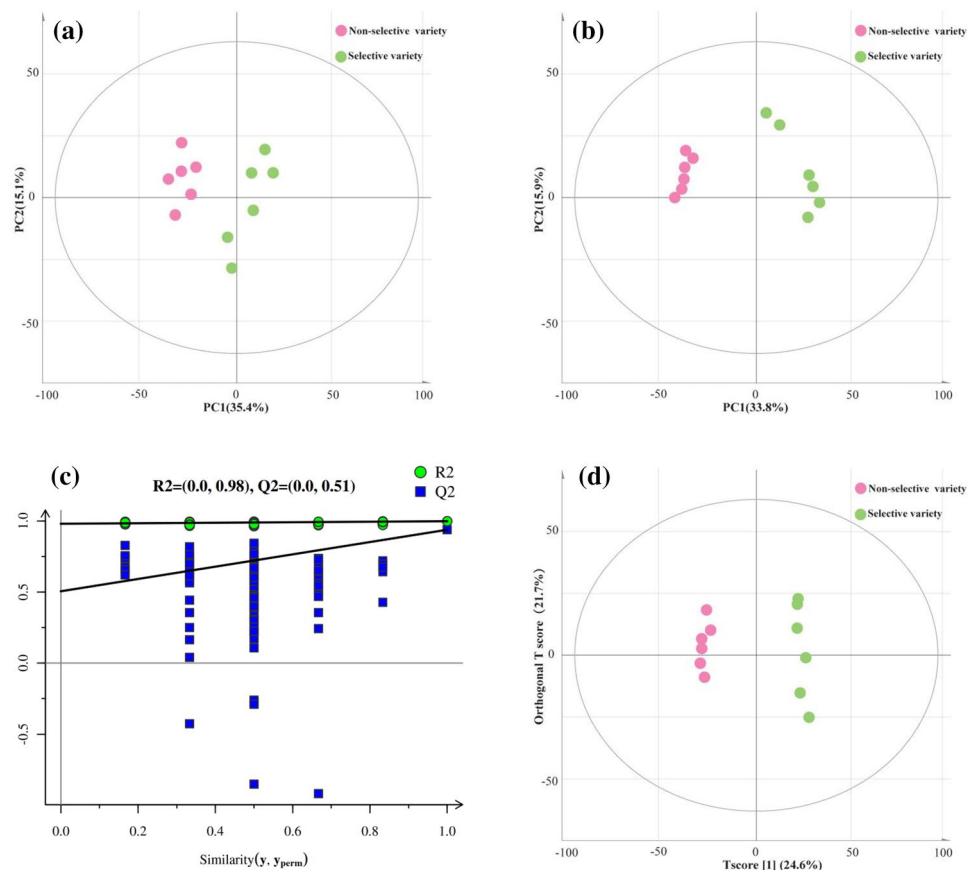 (a)
Non-selective variety
Selective variety
50
0
-50
PC2(15.1%)
-100
-50
0
50
100
PC1(35.4%)
(b)
Non-selective variety
Selective variety
50
0
-50
PC2(15.9%)
-100
-50
0
50
100
PC1(33.8%)
(c)
R2
Q2
R2=(0.0, 0.98), Q2=(0.0, 0.51)
1.0
0.5
0.0
-0.5
0.0
0.2
0.4
0.6
0.8
1.0
Similarity(y, yperm)
(d)
Non-selective variety
Selective variety
50
0
-50
Orthogonal T score (21.7%)
-100
-50
0
50
100
Tscore [1] (24.6%)